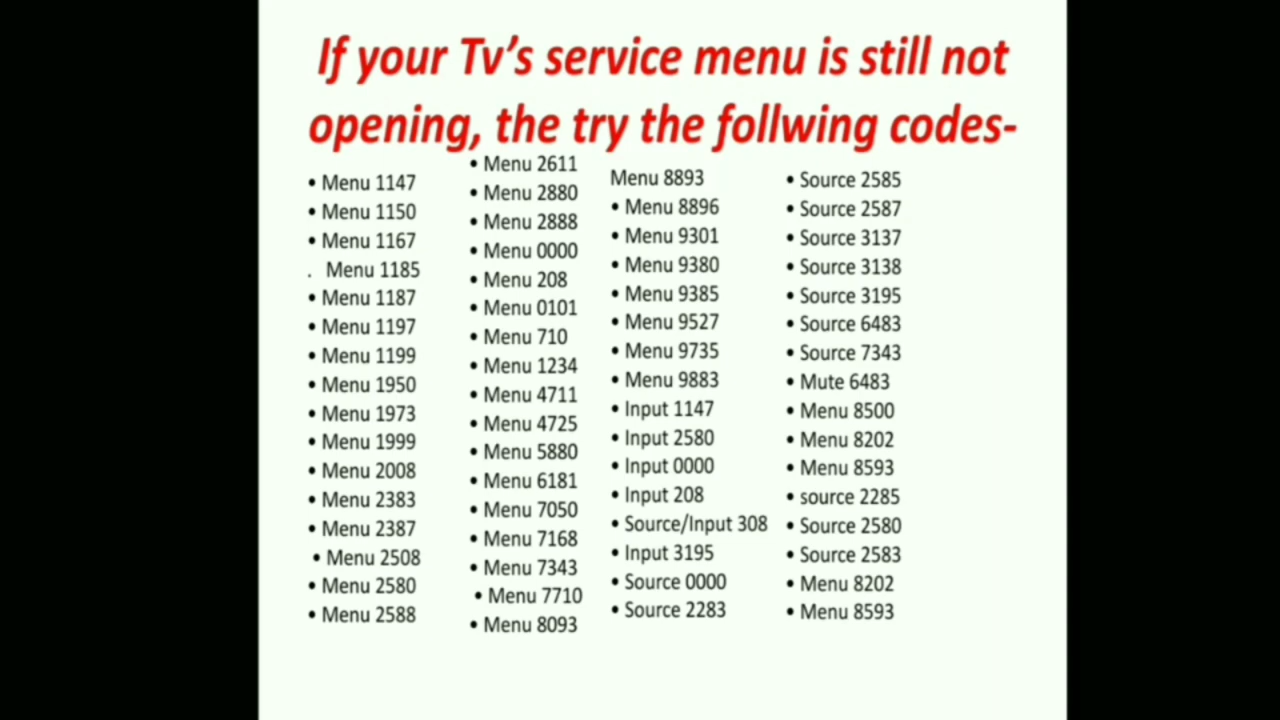 If your Tv's service menu is still not
opening, the try the follwing codes-
• Menu 1147
• Menu 1150
• Menu 1167
. Menu 1185
• Menu 1187
• Menu 1197
• Menu 1199
• Menu 1950
• Menu 1973
• Menu 1999
• Menu 2008
• Menu 2383
• Menu 2387
• Menu 2508
• Menu 2580
• Menu 2588
• Menu 2611
• Menu 2880
• Menu 2888
• Menu 0000
• Menu 208
• Menu 0101
• Menu 710
• Menu 1234
• Menu 4711
• Menu 4725
• Menu 5880
• Menu 6181
• Menu 7050
• Menu 7168
• Menu 7343
• Menu 7710
• Menu 8093
Menu 8893
• Menu 8896
• Menu 9301
• Menu 9380
• Menu 9385
• Menu 9527
• Menu 9735
• Menu 9883
• Input 1147
• Input 2580
• Input 0000
• Input 208
• Source/Input 308
• Input 3195
• Source 0000
• Source 2283
• Source 2585
• Source 2587
• Source 3137
• Source 3138
• Source 3195
• Source 6483
• Source 7343
• Mute 6483
• Menu 8500
• Menu 8202
• Menu 8593
• source 2285
• Source 2580
• Source 2583
• Menu 8202
• Menu 8593